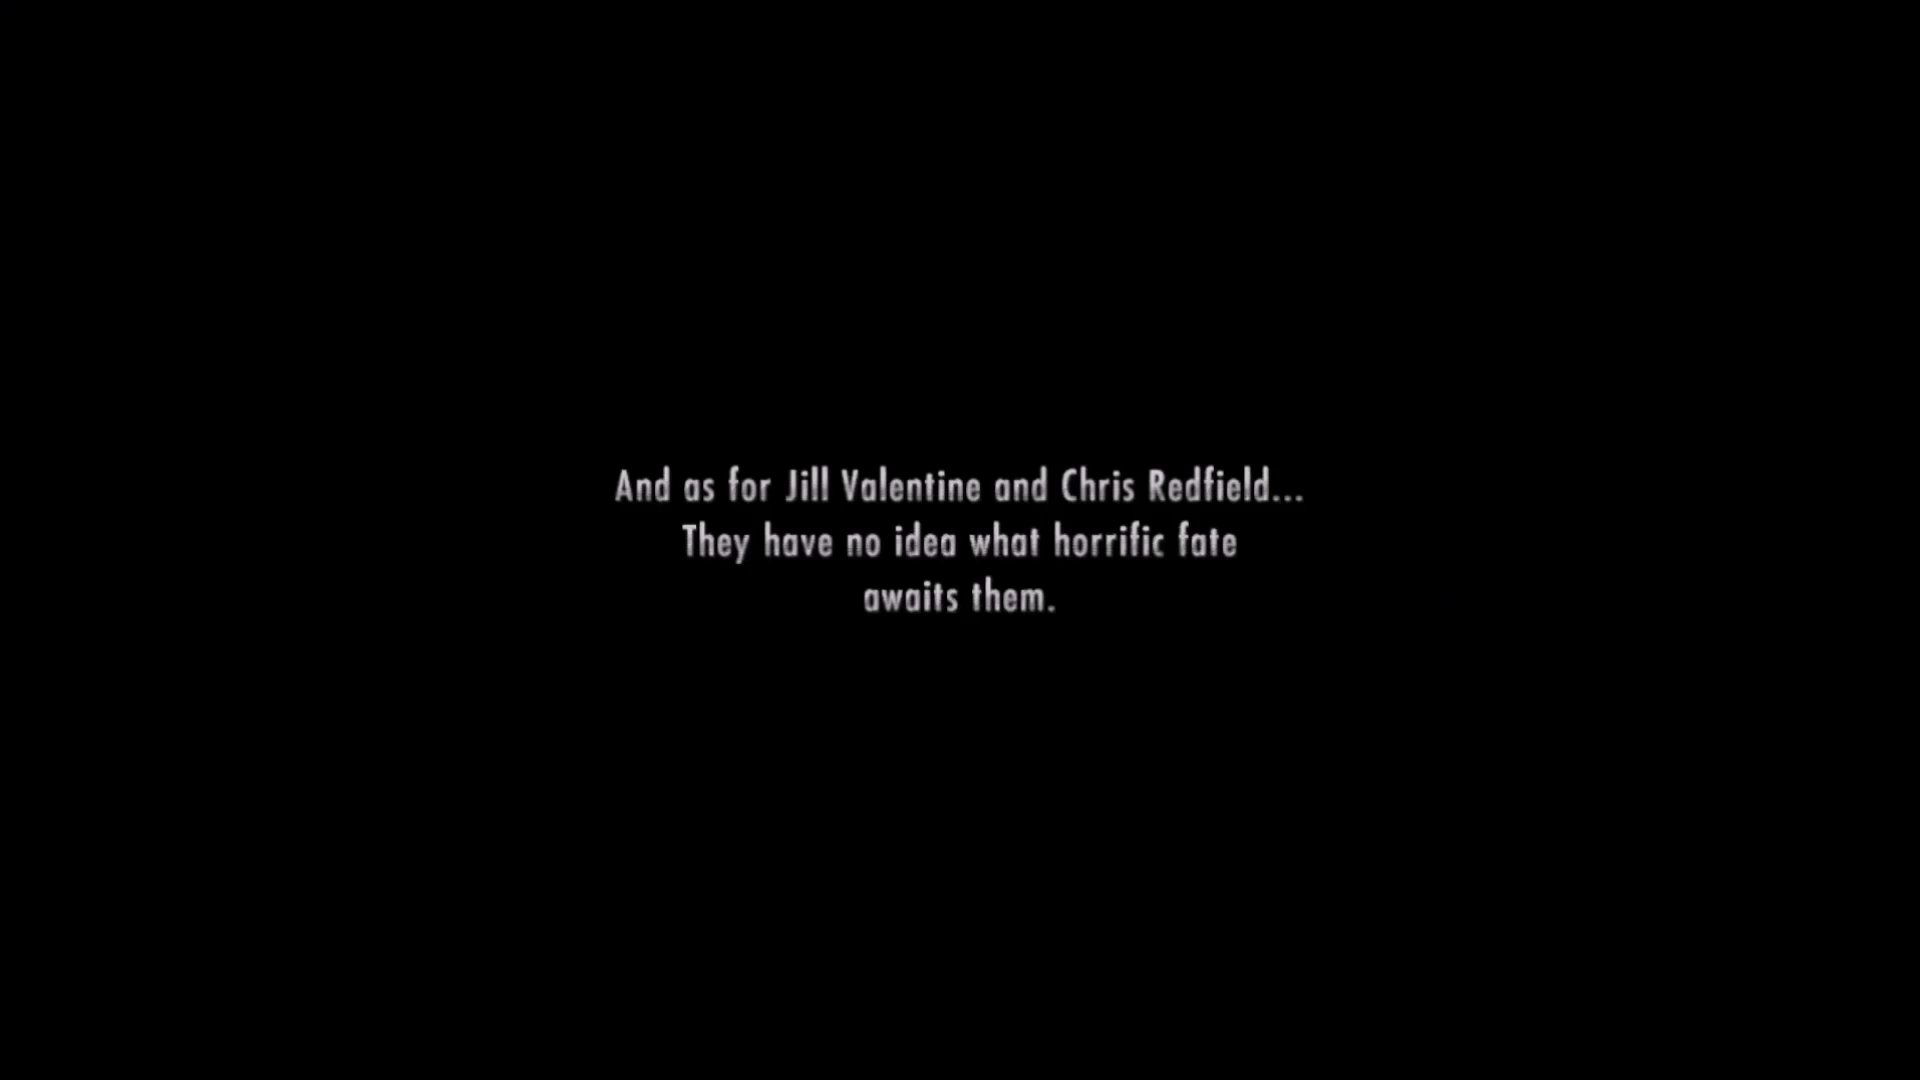 And as for Jill Valentine and Chris Redfield...
They have no idea what horrific fate
awaits them.